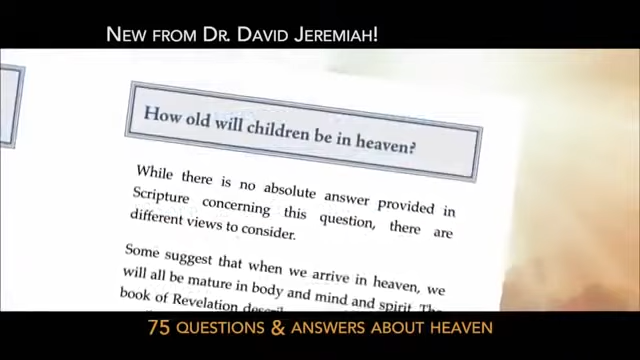 NEW FROM DR. DAVID JEREMIAH!
How old will children be in heaven?
While there is no absolute answer provided in
Scripture concerning this question, there are
different views to consider.
Some suggest that when we arrive in heaven, we
will all be mature in body and mind and spirit. The
book of Revelation
75 QUESTIONS & ANSWERS ABOUT HEAVEN